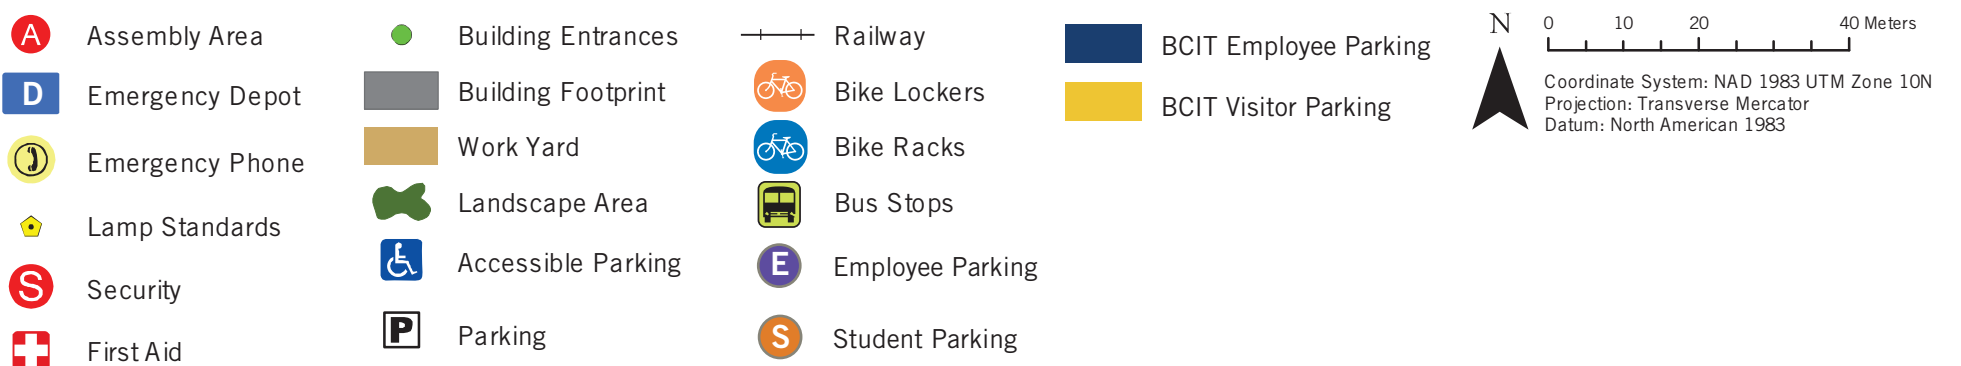 A Assembly Area
D Emergency Depot
Emergency Phone
Lamp Standards
S Security
First Aid
Building Entrances
Building Footprint
Work Yard
Landscape Area
Accessible Parking
P Parking
Railway
Bike Lockers
Bike Racks
Bus Stops
E Employee Parking
S Student Parking
BCIT Employee Parking
BCIT Visitor Parking
N
0 10 20 40 Meters
Coordinate System: NAD 1983 UTM Zone 10N
Projection: Transverse Mercator
Datum: North American 1983